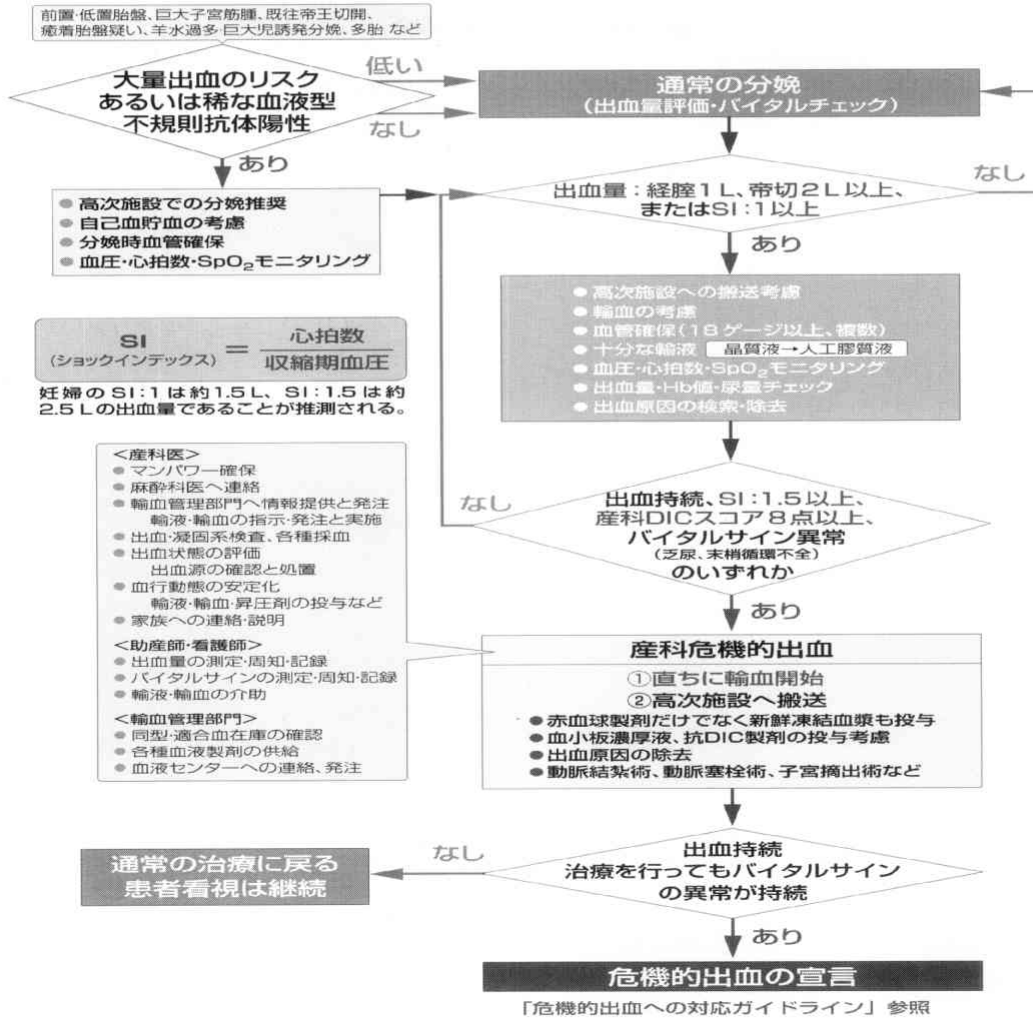 前置・低置胎盤、巨大子宮筋腫、既往帝王切開、
癒着胎盤疑い、羊水過多・巨大児誘発分娩、多胎 など
大量出血のリスク
あるいは稀な血液型
不規則抗体陽性
低い
なし
あり
通常の分娩
(出血量評価・バイタルチェック)
高次施設での分娩推奨
自己血貯血の考慮
分娩時血管確保
血圧・心拍数・SpO₂モニタリング
出血量：経腟1L、帝切2L以上、
またはSI：1以上
なし
あり
SI
(ショックインデックス)
=
心拍数
収縮期血圧
妊婦のSI：1は約1.5L、SI：1.5は約
2.5Lの出血量であることが推測される。
高次施設への搬送考慮
輸血の考慮
血管確保(18ゲージ以上、複数)
十分な輸液 晶質液→人工膠質液
血圧・心拍数・SpO₂モニタリング
出血量・Hb値・尿量チェック
出血原因の検索・除去
なし
出血持続、SI：1.5以上、
産科DICスコア8点以上、
バイタルサイン異常
(乏尿、末梢循環不全)
のいずれか
あり
<産科医>
マンパワー確保
麻酔科医へ連絡
輸血管理部門へ情報提供と発注
輸液・輸血の指示・発注と実施
出血・凝固系検査、各種採血
出血状態の評価
出血源の確認と処置
血行動態の安定化
輸液・輸血・昇圧剤の投与など
家族への連絡・説明
<助産師・看護師>
出血量の測定・周知・記録
バイタルサインの測定・周知・記録
輸液・輸血の介助
<輸血管理部門>
同型・適合血在庫の確認
各種血液製剤の供給
血液センターへの連絡、発注
産科危機的出血
①直ちに輸血開始
②高次施設へ搬送
赤血球製剤だけでなく新鮮凍結血漿も投与
血小板濃厚液、抗DIC製剤の投与考慮
出血原因の除去
動脈結紮術、動脈塞栓術、子宮摘出術など
出血持続
治療を行ってもバイタルサイン
の異常が持続
なし
通常の治療に戻る
患者看視は継続
あり
危機的出血の宣言
「危機的出血への対応ガイドライン」参照